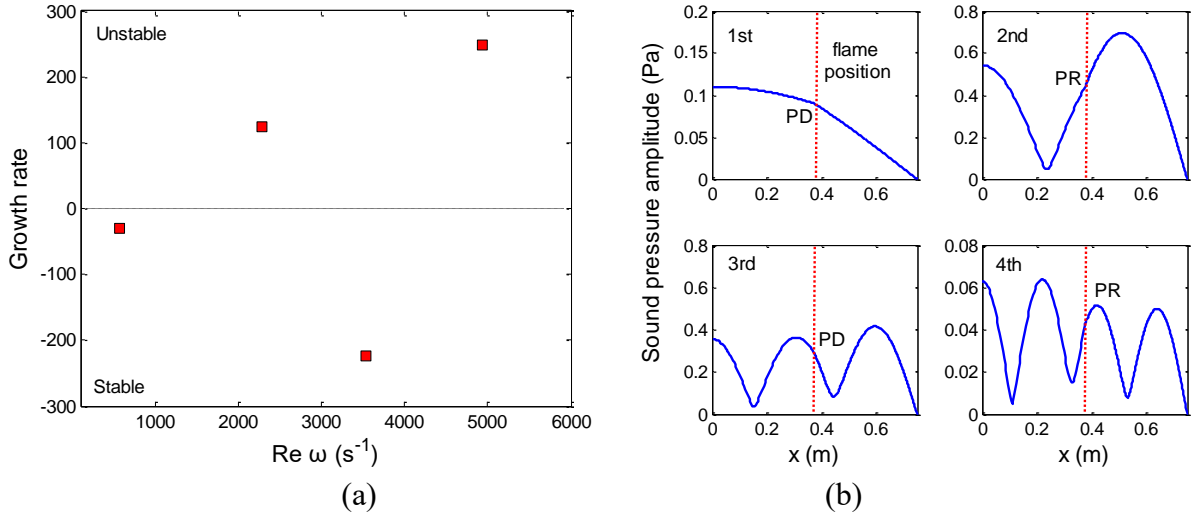 300
200
100
0
-100
-200
-300
Growth rate
Unstable
Stable
1000
2000
3000
4000
5000
6000
Re ω (s⁻¹)
(a)
Sound pressure amplitude (Pa)
0.2
0.15
0.1
0.05
0
1st
flame
position
PD
0
0.2
0.4
0.6
0.8
0.6
0.4
0.2
0
2nd
PR
0
0.2
0.4
0.6
0.8
0.6
0.4
0.2
0
3rd
PD
0
0.2
0.4
0.6
x (m)
0.08
0.06
0.04
0.02
0
4th
PR
0
0.2
0.4
0.6
x (m)
(b)